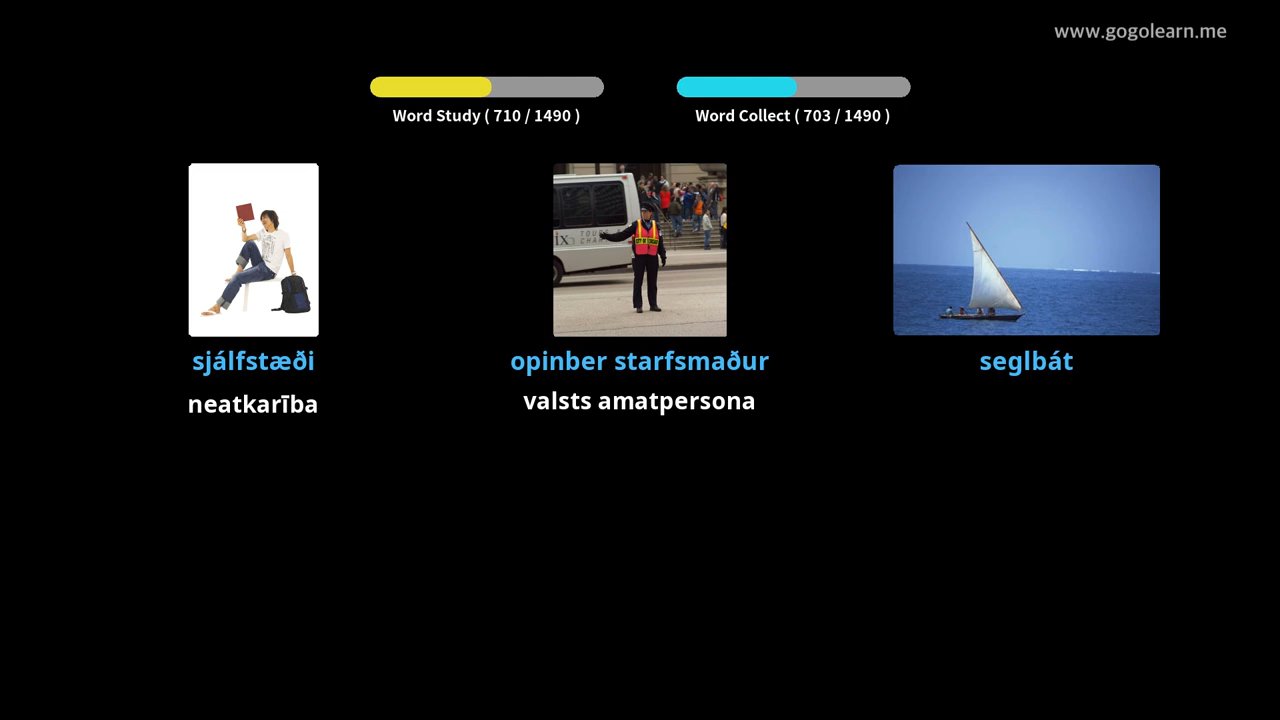 www.gogolearn.me
Word Study ( 710 / 1490 )
Word Collect ( 703 / 1490 )
sjálfstæði
opinber starfsmaður
seglbát
neatkarība
valsts amatpersona